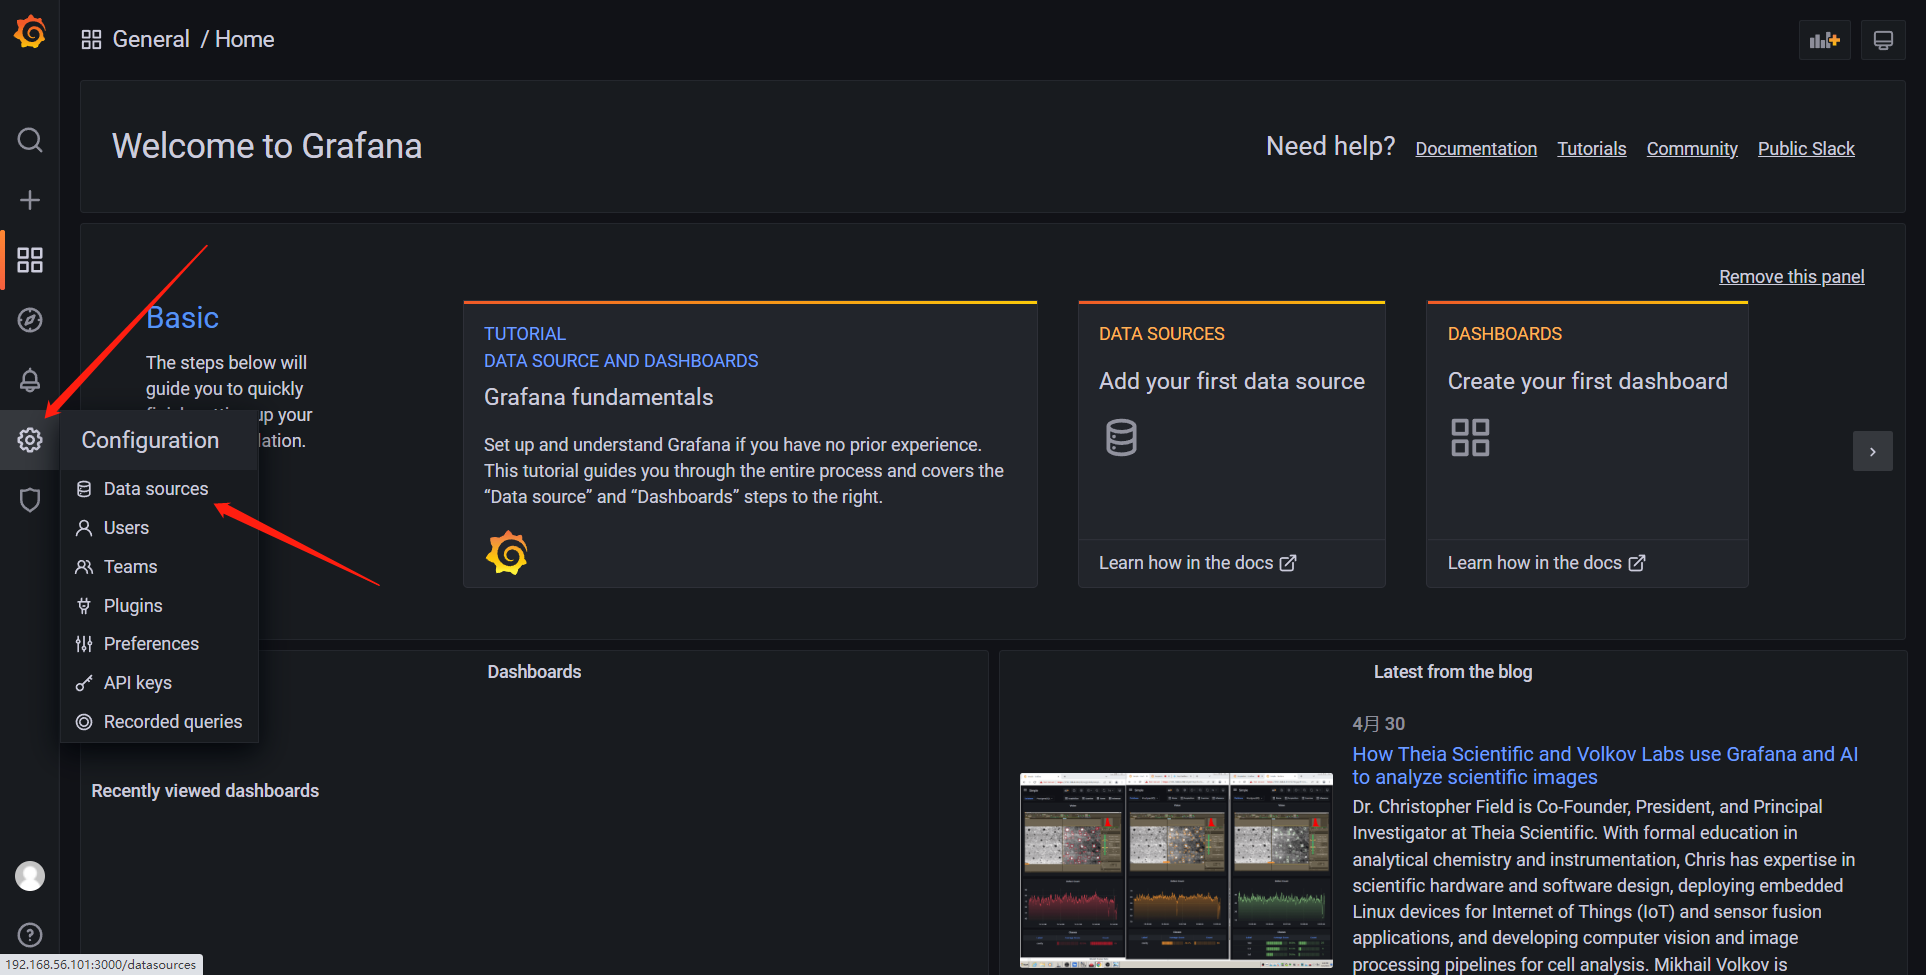 General / Home
Welcome to Grafana
Need help? Documentation Tutorials Community Public Slack
Remove this panel
Basic
The steps below will
guide you to quickly
up your
lation.
TUTORIAL
DATA SOURCE AND DASHBOARDS
Grafana fundamentals
Set up and understand Grafana if you have no prior experience.
This tutorial guides you through the entire process and covers the
“Data source” and “Dashboards” steps to the right.
DATA SOURCES
Add your first data source
Learn how in the docs
DASHBOARDS
Create your first dashboard
Learn how in the docs
Configuration
Data sources
Users
Teams
Plugins
Preferences
API keys
Recorded queries
Dashboards
Recently viewed dashboards
Latest from the blog
4月 30
How Theia Scientific and Volkov Labs use Grafana and AI
to analyze scientific images
Dr. Christopher Field is Co-Founder, President, and Principal
Investigator at Theia Scientific. With formal education in
analytical chemistry and instrumentation, Chris has expertise in
scientific hardware and software design, deploying embedded
Linux devices for Internet of Things (IoT) and sensor fusion
applications, and developing computer vision and image
processing pipelines for cell analysis. Mikhail Volkov is
192.168.56.101:3000/datasources